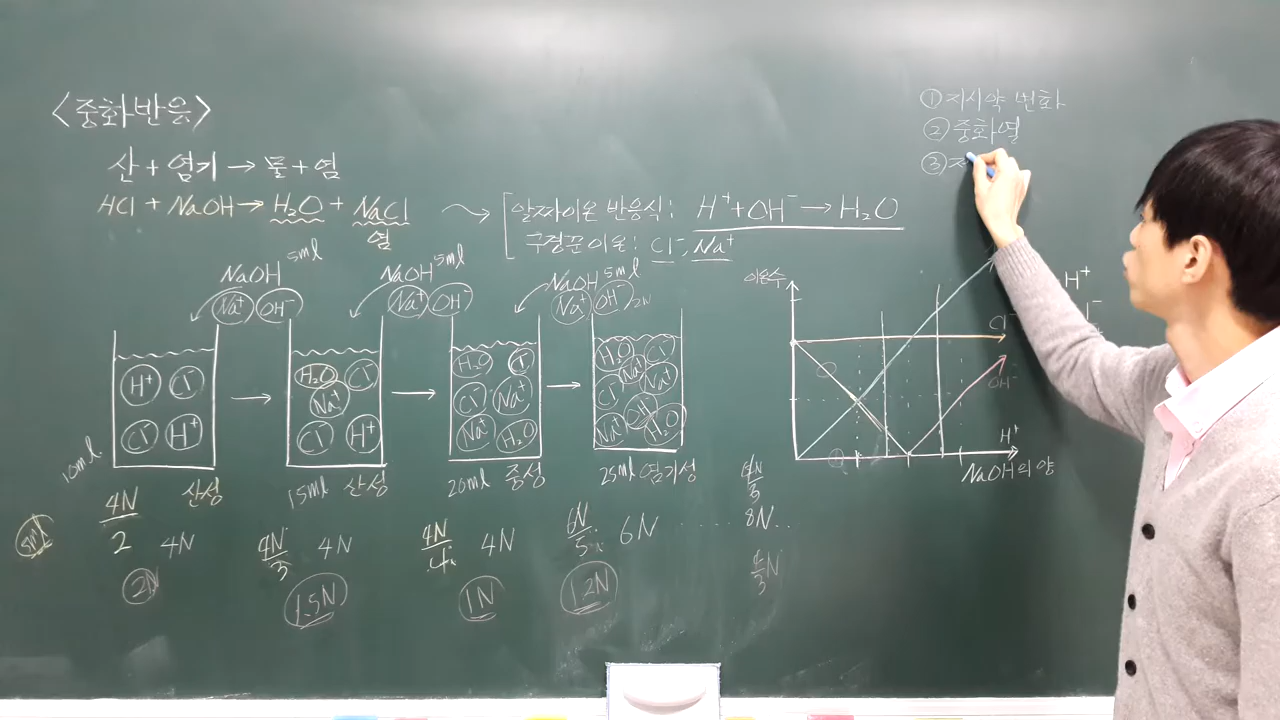 <중화반응>
산 + 염기 → 물 + 염
HCl + NaOH → H₂O + NaCl
염
알짜이온 반응식: H⁺ + OH⁻ → H₂O
구경꾼이온: Cl⁻, Na⁺
① 지시약 변화
② 중화열
③
NaOH 5ml
Na⁺ OH⁻
NaOH 5ml
Na⁺ OH⁻
NaOH 5ml
Na⁺ OH⁻ 2N
H⁺ Cl⁻
Cl⁻ H⁺
10ml 산성
H₂O Cl⁻
Na⁺
Cl⁻ H⁺
15ml 산성
H₂O
Cl⁻ Na⁺
Na⁺ H₂O
20ml 중성
H₂O Cl⁻
Na⁺
Cl⁻ Na⁺
Na⁺ OH⁻ H₂O
25ml 염기성
이온수
Cl⁻
OH⁻
H⁺
NaOH의 양
H⁺
4N/2 4N
2N
4N/3 4N
1.5N
4N/4 4N
1N
6N/5 6N
1.2N
8N